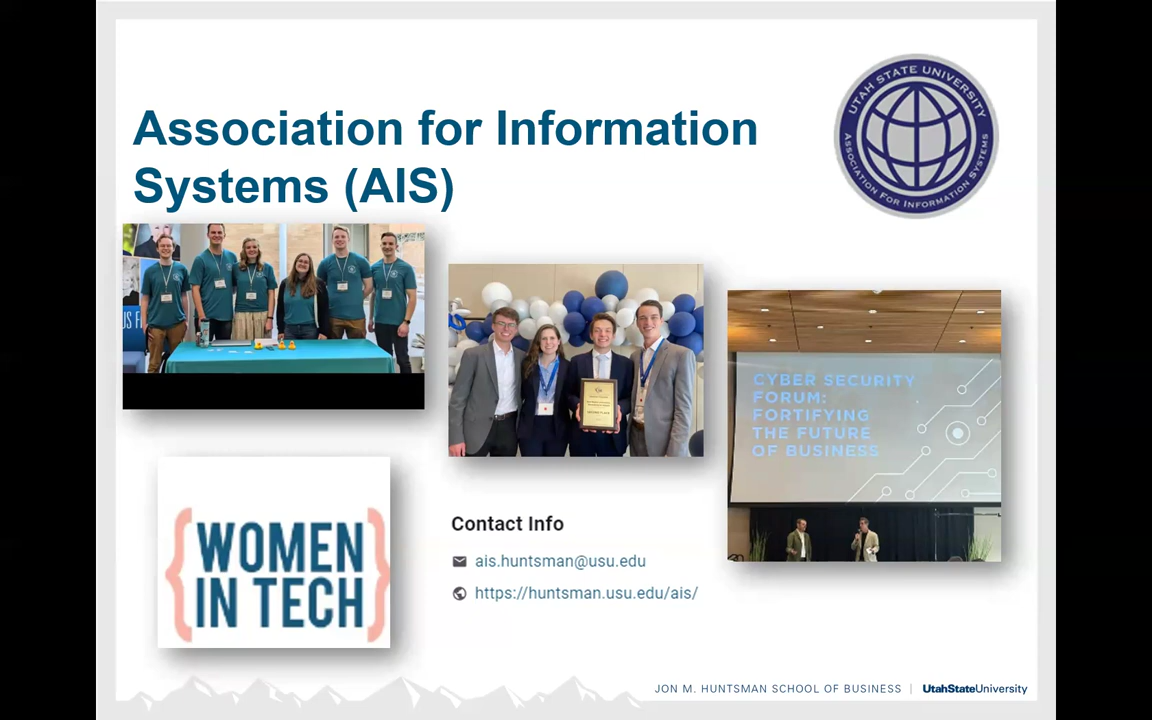 Association for Information
Systems (AIS)
UTAH STATE UNIVERSITY
ASSOCIATION FOR INFORMATION SYSTEMS
CYBER SECURITY
FORUM:
FORTIFYING
THE FUTURE
OF BUSINESS
{WOMEN
IN TECH}
Contact Info
ais.huntsman@usu.edu
https://huntsman.usu.edu/ais/
JON M. HUNTSMAN SCHOOL OF BUSINESS | UtahStateUniversity